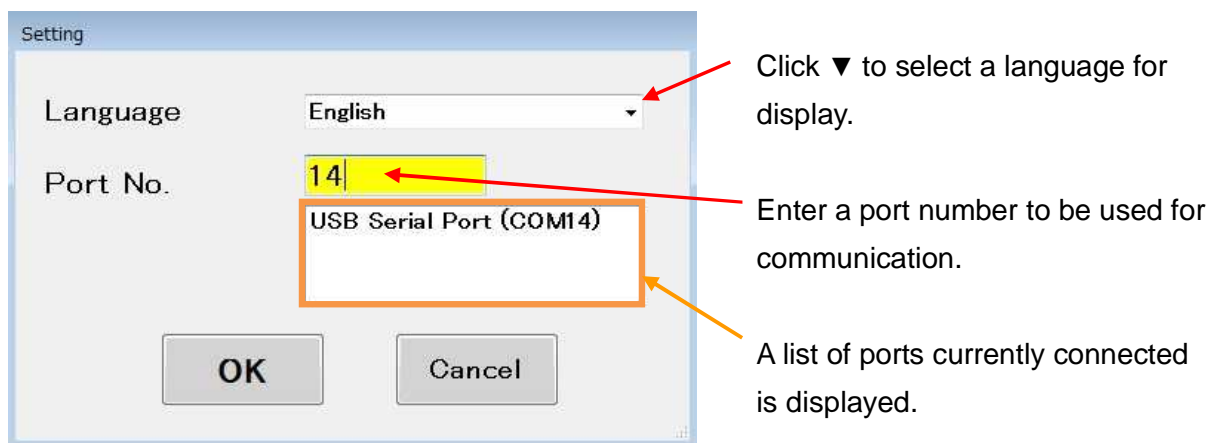 Setting
Language
English
Click ▼ to select a language for
display.
Port No.
14
USB Serial Port (COM14)
Enter a port number to be used for
communication.
OK
Cancel
A list of ports currently connected
is displayed.